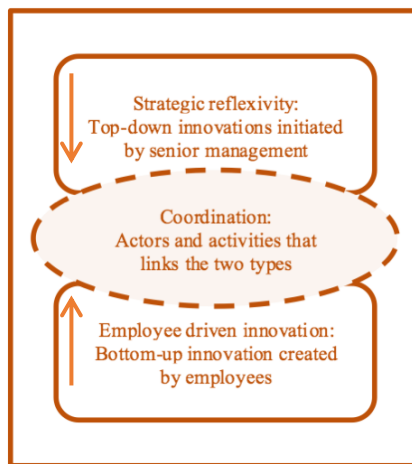 Strategic reflexivity:
Top-down innovations initiated
by senior management
Coordination:
Actors and activities that
links the two types
Employee driven innovation:
Bottom-up innovation created
by employees